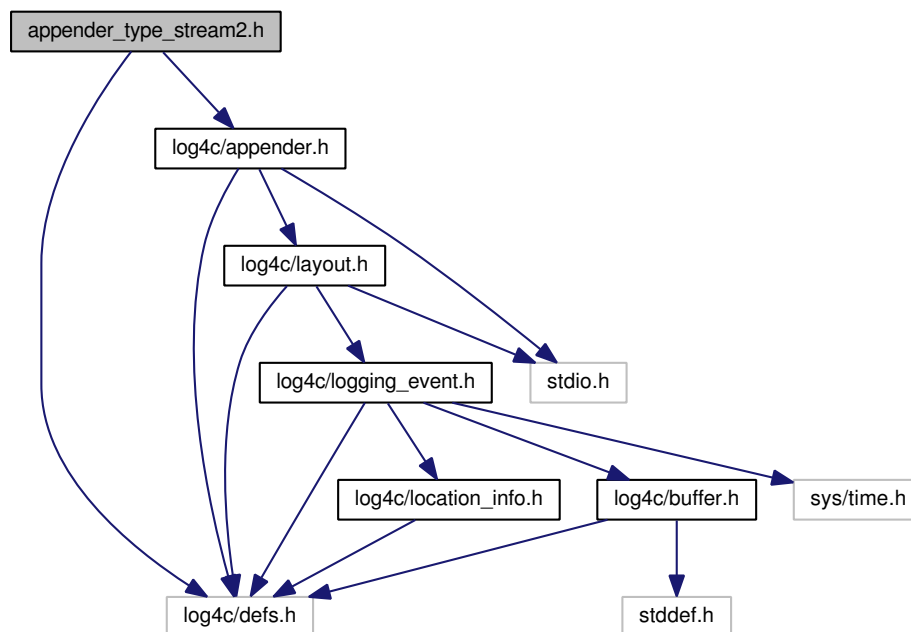 appender_type_stream2.h
log4c/appender.h
log4c/layout.h
log4c/logging_event.h
stdio.h
log4c/location_info.h
log4c/buffer.h
sys/time.h
log4c/defs.h
stddef.h